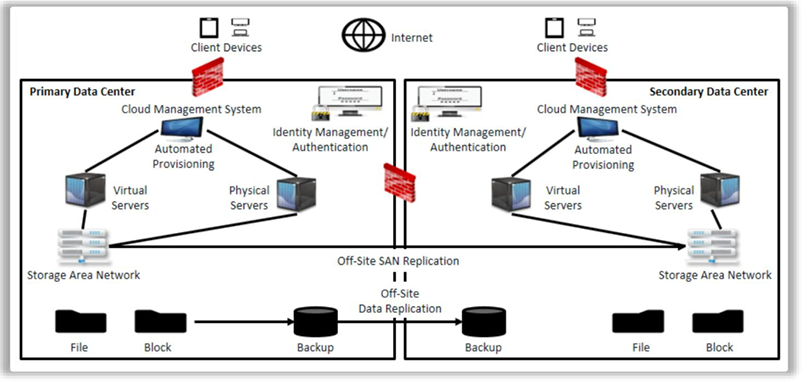 Client Devices
Internet
Client Devices
Primary Data Center
Cloud Management System
Identity Management/
Authentication
Automated
Provisioning
Virtual
Servers
Physical
Servers
Storage Area Network
File
Block
Backup
Secondary Data Center
Identity Management/
Authentication
Cloud Management System
Automated
Provisioning
Virtual
Servers
Physical
Servers
Storage Area Network
Off-Site SAN Replication
Off-Site
Data Replication
Backup
File
Block